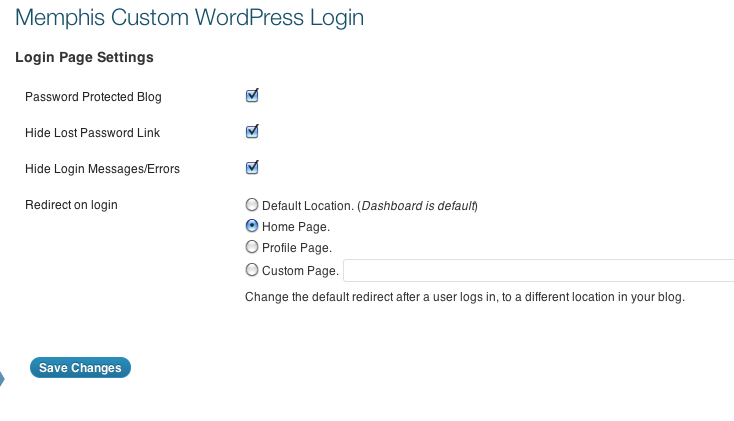 Memphis Custom WordPress Login
Login Page Settings
Password Protected Blog
Hide Lost Password Link
Hide Login Messages/Errors
Redirect on login
Default Location. (Dashboard is default)
Home Page.
Profile Page.
Custom Page.
Change the default redirect after a user logs in, to a different location in your blog.
Save Changes